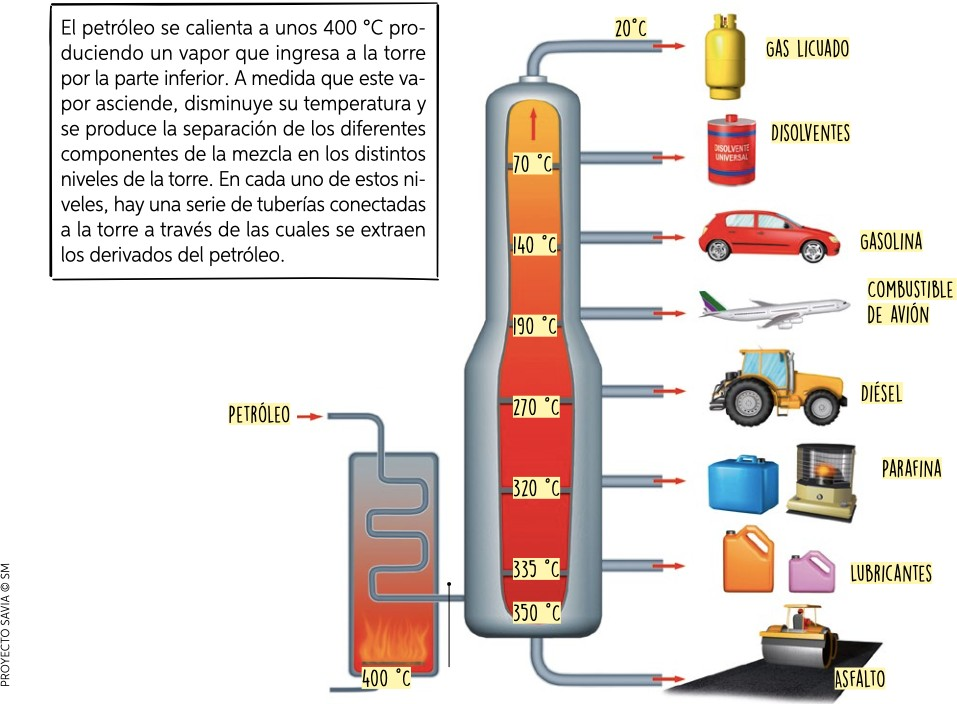 El petróleo se calienta a unos 400 °C pro-
duciendo un vapor que ingresa a la torre
por la parte inferior. A medida que este va-
por asciende, disminuye su temperatura y
se produce la separación de los diferentes
componentes de la mezcla en los distintos
niveles de la torre. En cada uno de estos ni-
veles, hay una serie de tuberías conectadas
a la torre a través de las cuales se extraen
los derivados del petróleo.
20°C
GAS LICUADO
DISOLVENTES
DISOLVENTE
UNIVERSAL
70 °C
140 °C
GASOLINA
COMBUSTIBLE
DE AVIÓN
190 °C
DIÉSEL
270 °C
PETRÓLEO
PARAFINA
320 °C
335 °C
LUBRICANTES
350 °C
400 °C
ASFALTO
PROYECTO SAVIA © SM